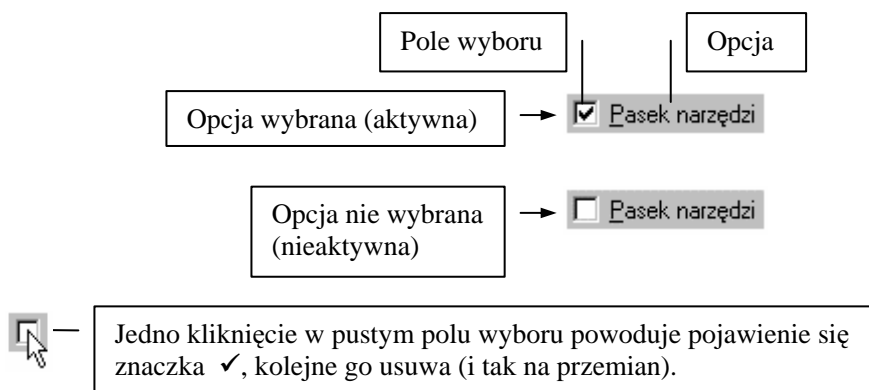 Pole wyboru
Opcja
Opcja wybrana (aktywna)
Pasek narzędzi
Opcja nie wybrana
(nieaktywna)
Pasek narzędzi
Jedno kliknięcie w pustym polu wyboru powoduje pojawienie się
znaczka ✓, kolejne go usuwa (i tak na przemian).